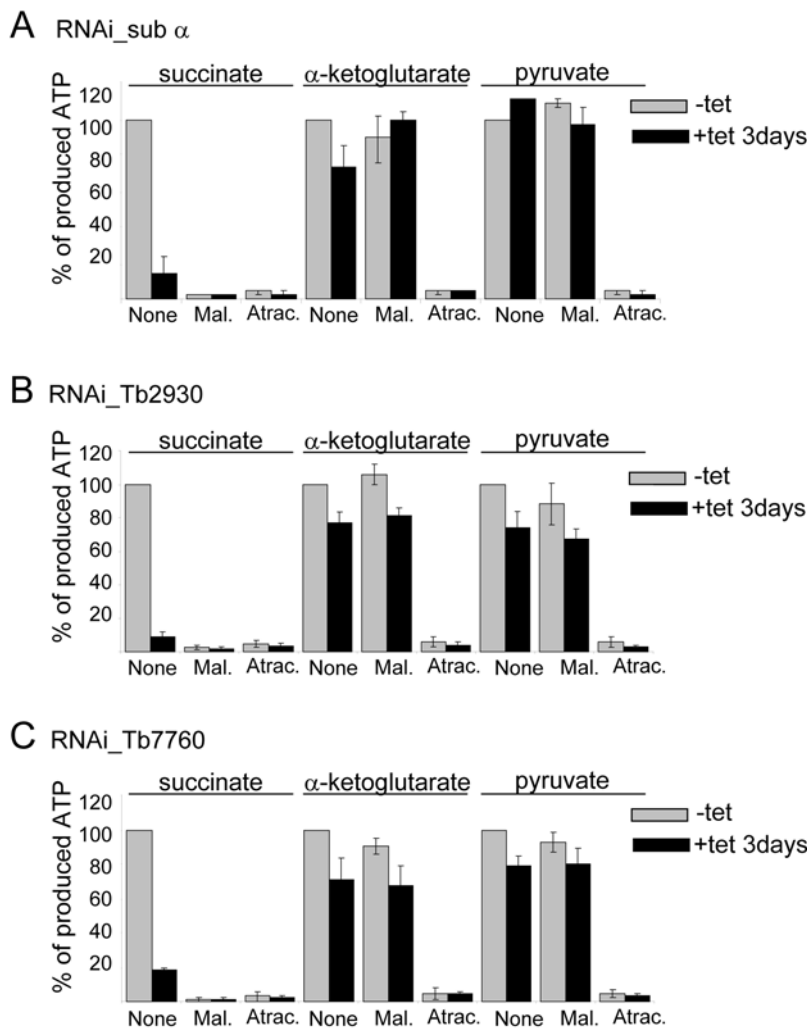 A RNAi_sub α
succinate α-ketoglutarate pyruvate
% of produced ATP
120
100
80
60
40
20
-tet
+tet 3days
None Mal. Atrac. None Mal. Atrac. None Mal. Atrac.
B RNAi_Tb2930
succinate α-ketoglutarate pyruvate
% of produced ATP
120
100
80
60
40
20
-tet
+tet 3days
None Mal. Atrac. None Mal. Atrac. None Mal. Atrac.
C RNAi_Tb7760
succinate α-ketoglutarate pyruvate
% of produced ATP
120
100
80
60
40
20
-tet
+tet 3days
None Mal. Atrac. None Mal. Atrac. None Mal. Atrac.